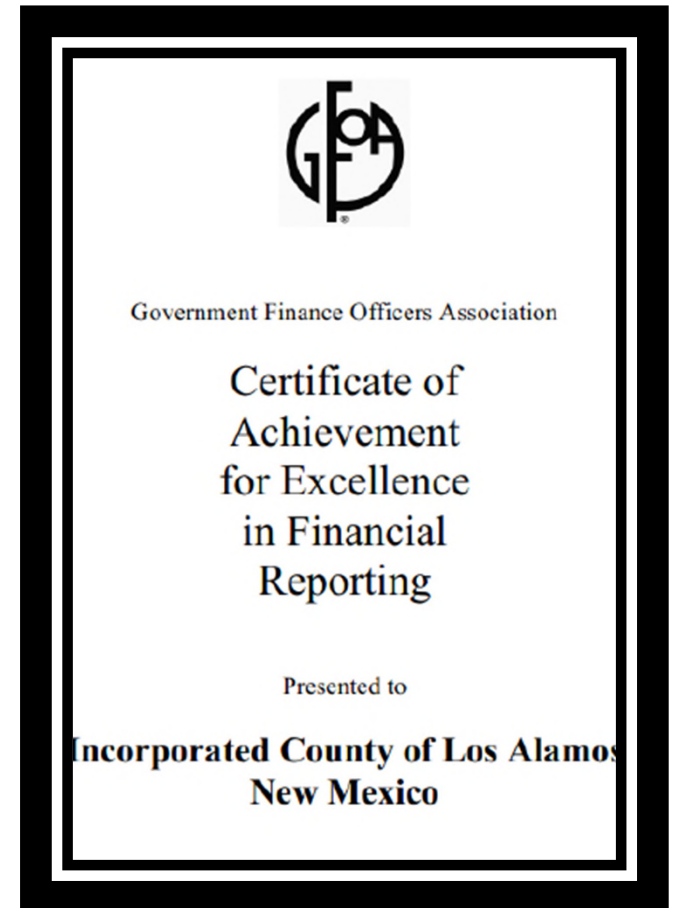 GFOA
®
Government Finance Officers Association
Certificate of
Achievement
for Excellence
in Financial
Reporting
Presented to
Incorporated County of Los Alamos
New Mexico